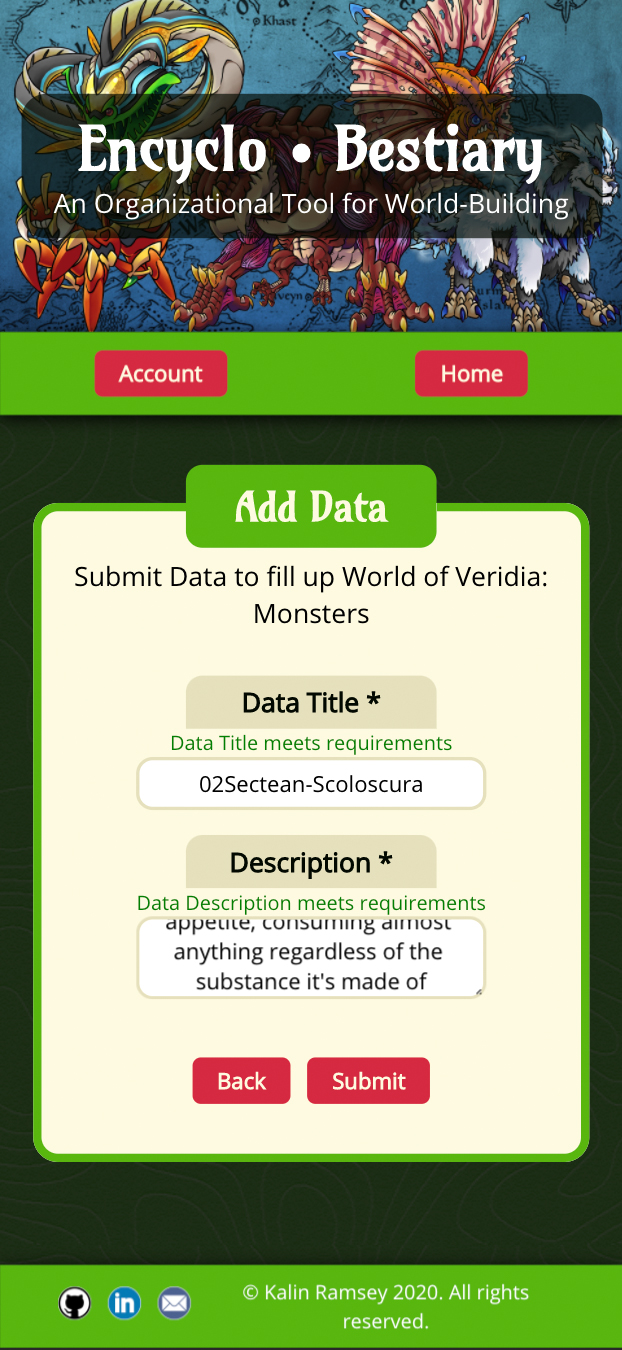 Khast
Encyclo • Bestiary
An Organizational Tool for World-Building
Account
Home
Add Data
Submit Data to fill up World of Veridia:
Monsters
Data Title *
Data Title meets requirements
02Sectean-Scoloscura
Description *
Data Description meets requirements
appetite, consuming almost
anything regardless of the
substance it's made of
Back
Submit
in
© Kalin Ramsey 2020. All rights
reserved.